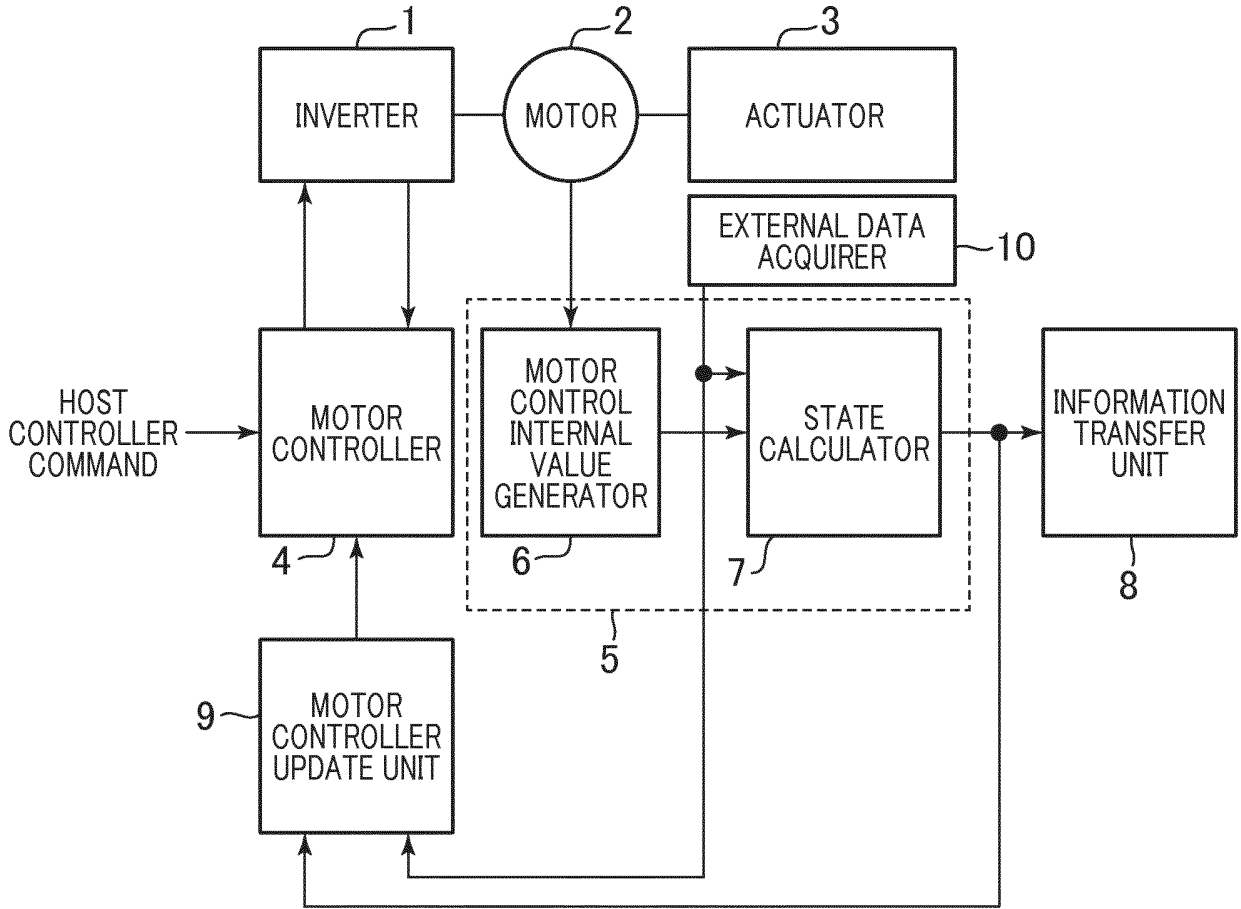 1
2
3
INVERTER
MOTOR
ACTUATOR
EXTERNAL DATA
ACQUIRER
10
HOST
CONTROLLER
COMMAND
MOTOR
CONTROLLER
4
MOTOR
CONTROL
INTERNAL
VALUE
GENERATOR
6
STATE
CALCULATOR
7
INFORMATION
TRANSFER
UNIT
8
5
9
MOTOR
CONTROLLER
UPDATE UNIT